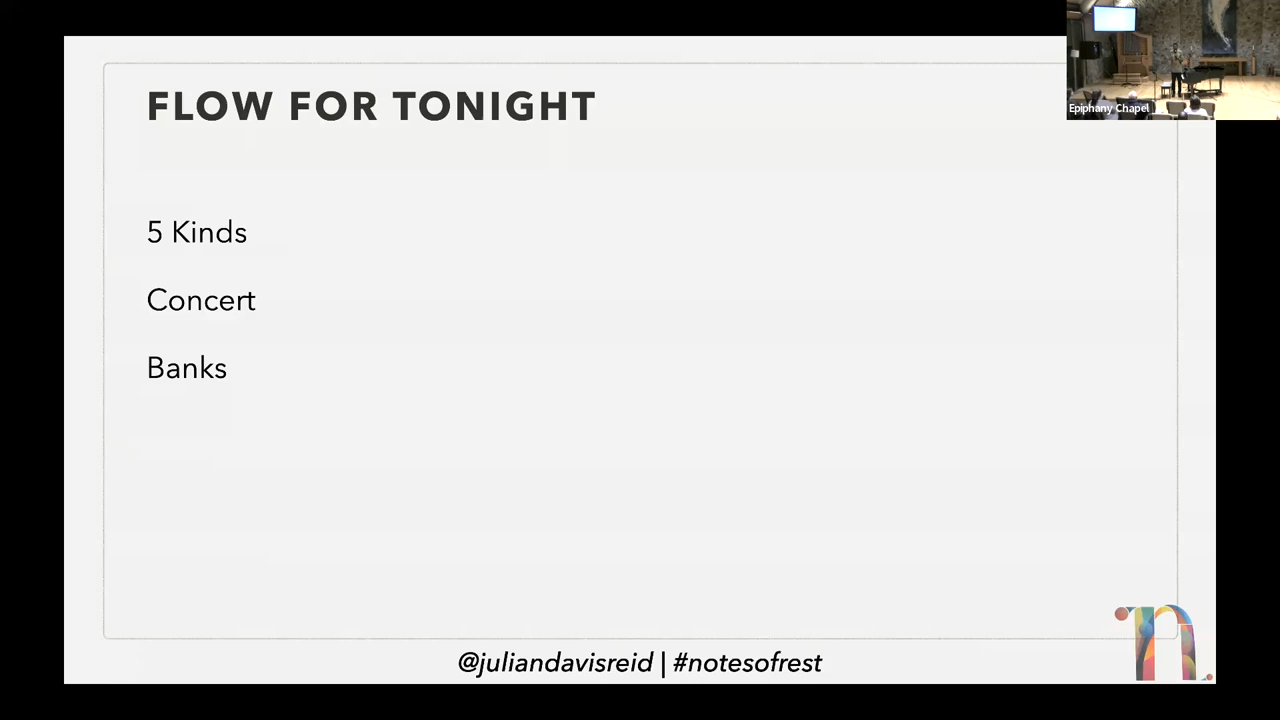 FLOW FOR TONIGHT
Epiphany Chapel
5 Kinds
Concert
Banks
@juliandavisreid | #notesofrest
n.